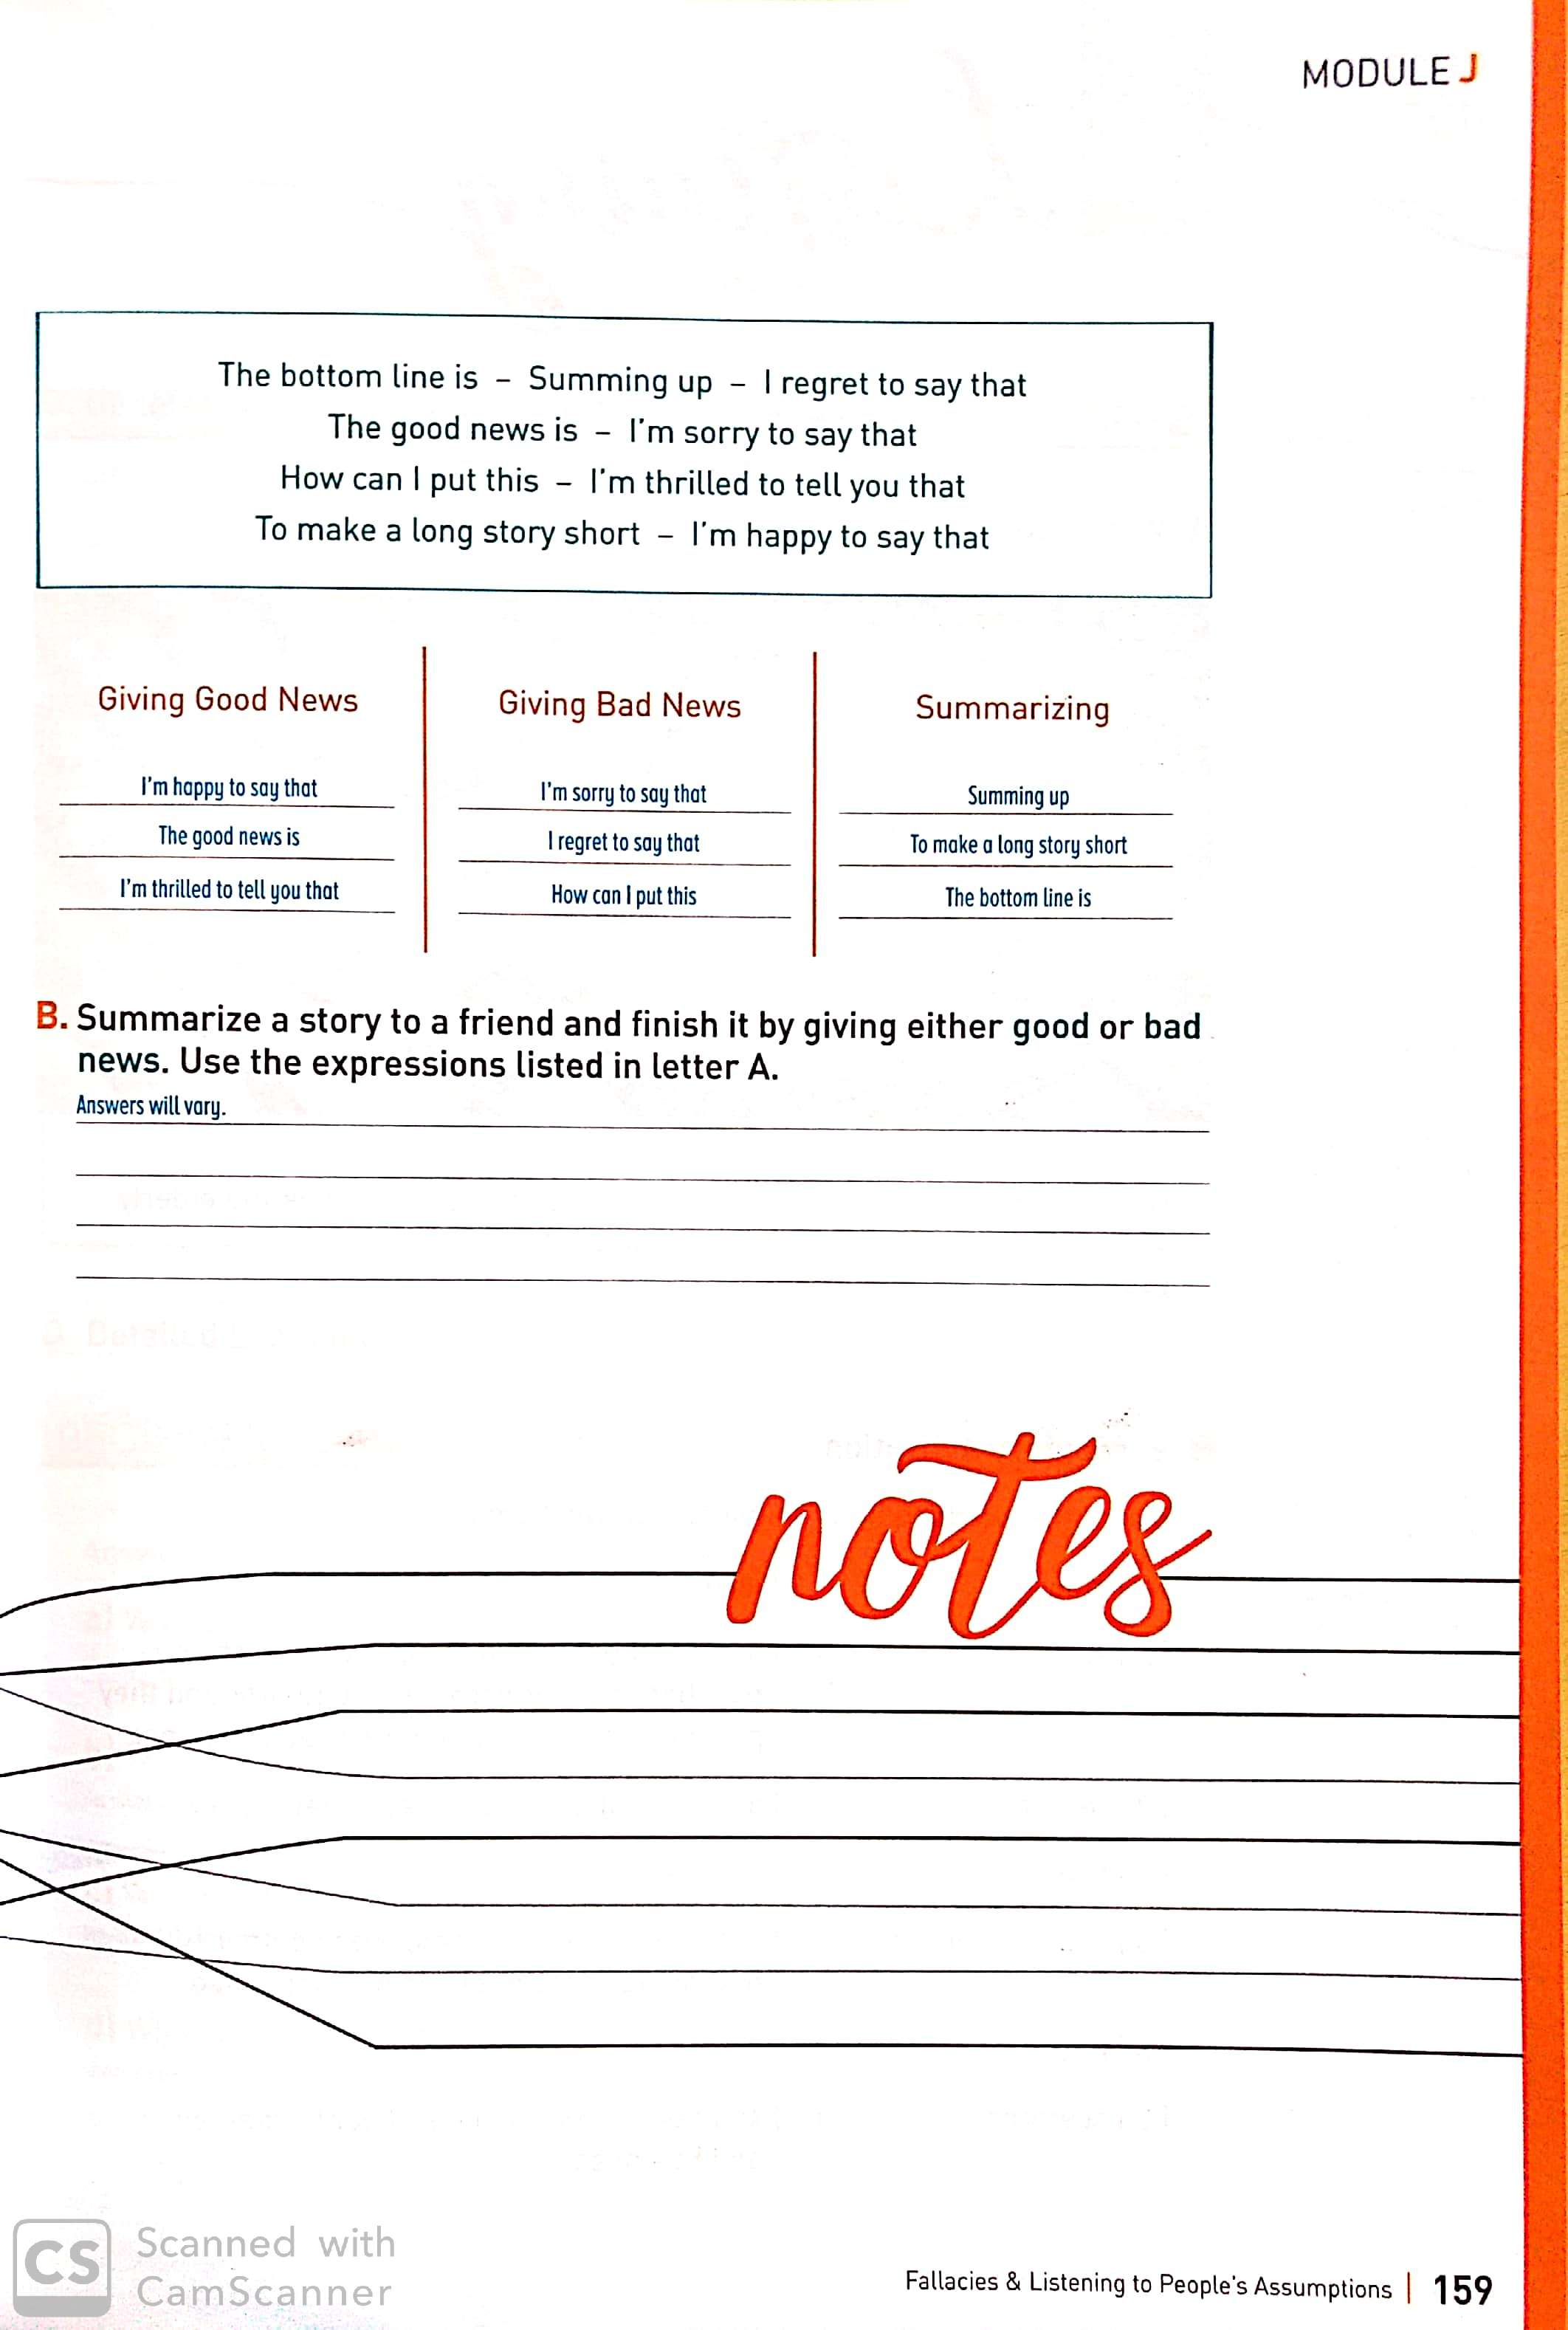 MODULE J
The bottom line is – Summing up – I regret to say that
The good news is – I'm sorry to say that
How can I put this – I'm thrilled to tell you that
To make a long story short – I'm happy to say that
Giving Good News
I'm happy to say that
The good news is
I'm thrilled to tell you that
Giving Bad News
I'm sorry to say that
I regret to say that
How can I put this
Summarizing
Summing up
To make a long story short
The bottom line is
B. Summarize a story to a friend and finish it by giving either good or bad
news. Use the expressions listed in letter A.
Answers will vary.
notes
CS
Scanned with
CamScanner
Fallacies & Listening to People's Assumptions | 159